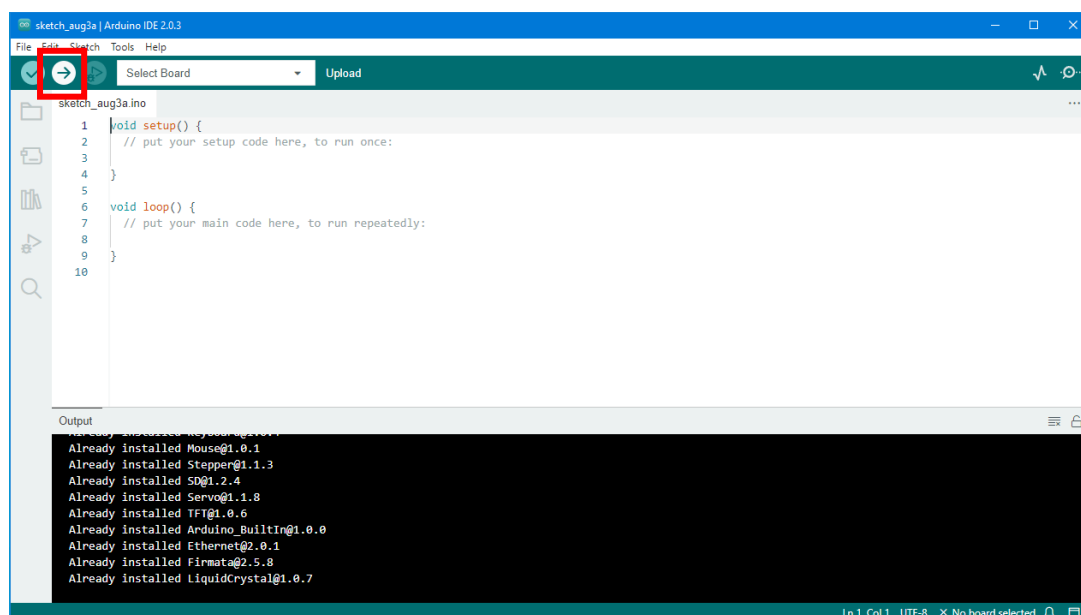 sketch_aug3a | Arduino IDE 2.0.3
File Edit Sketch Tools Help
Select Board Upload
sketch_aug3a.ino
1 void setup() {
2 // put your setup code here, to run once:
3
4 }
5
6 void loop() {
7 // put your main code here, to run repeatedly:
8
9 }
10
Output
Already installed
Already installed Mouse@1.0.1
Already installed Stepper@1.1.3
Already installed SD@1.2.4
Already installed Servo@1.1.8
Already installed TFT@1.0.6
Already installed Arduino_BuiltIn@1.0.0
Already installed Ethernet@2.0.1
Already installed Firmata@2.5.8
Already installed LiquidCrystal@1.0.7
Ln 1, Col 1 UTF-8 X No board selected